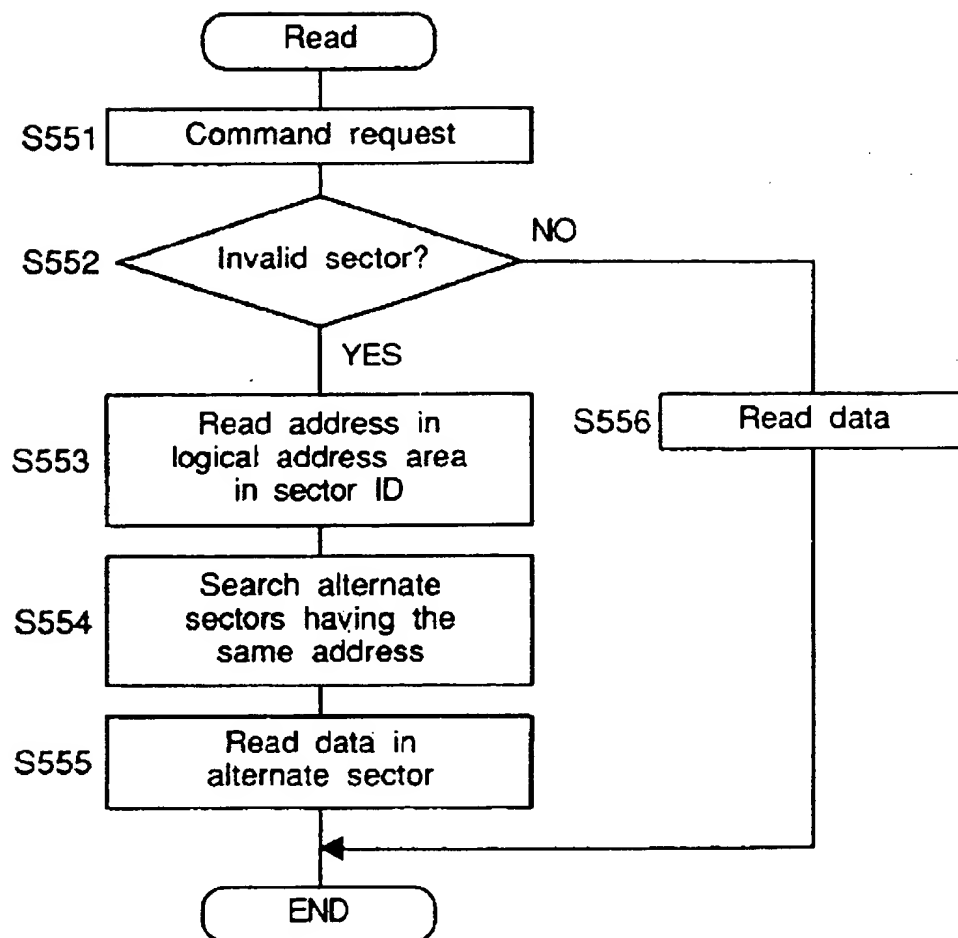 Read
S551
Command request
S552
Invalid sector?
NO
YES
S553
Read address in
logical address area
in sector ID
S556
Read data
S554
Search alternate
sectors having the
same address
S555
Read data in
alternate sector
END